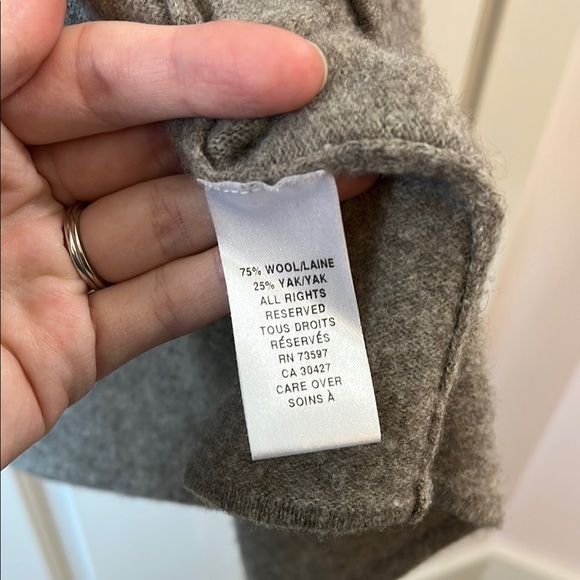 75% WOOL/LAINE
25% YAK/YAK
ALL RIGHTS
RESERVED
TOUS DROITS
RÉSERVÉS
RN 73597
CA 30427
CARE OVER
SOINS À